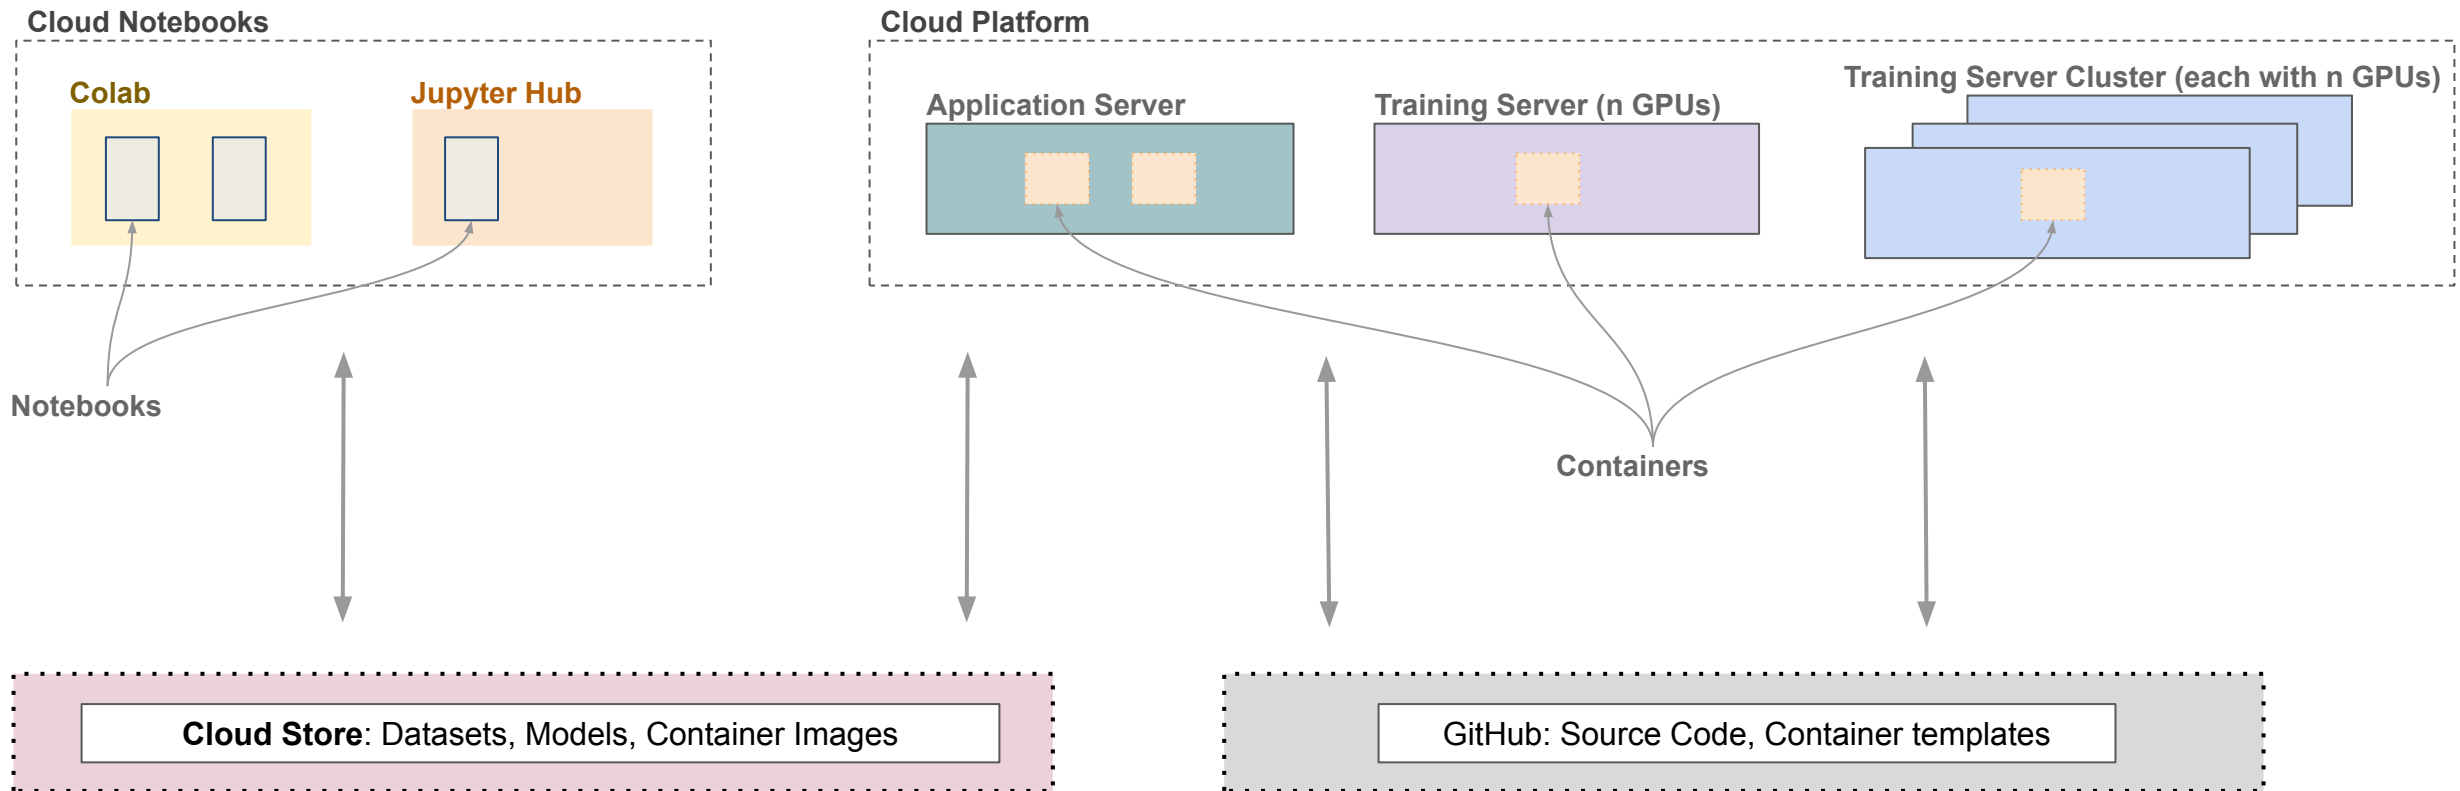 Cloud Notebooks
Cloud Platform
Colab
Jupyter Hub
Application Server
Training Server (n GPUs)
Training Server Cluster (each with n GPUs)
Notebooks
Containers
Cloud Store: Datasets, Models, Container Images
GitHub: Source Code, Container templates